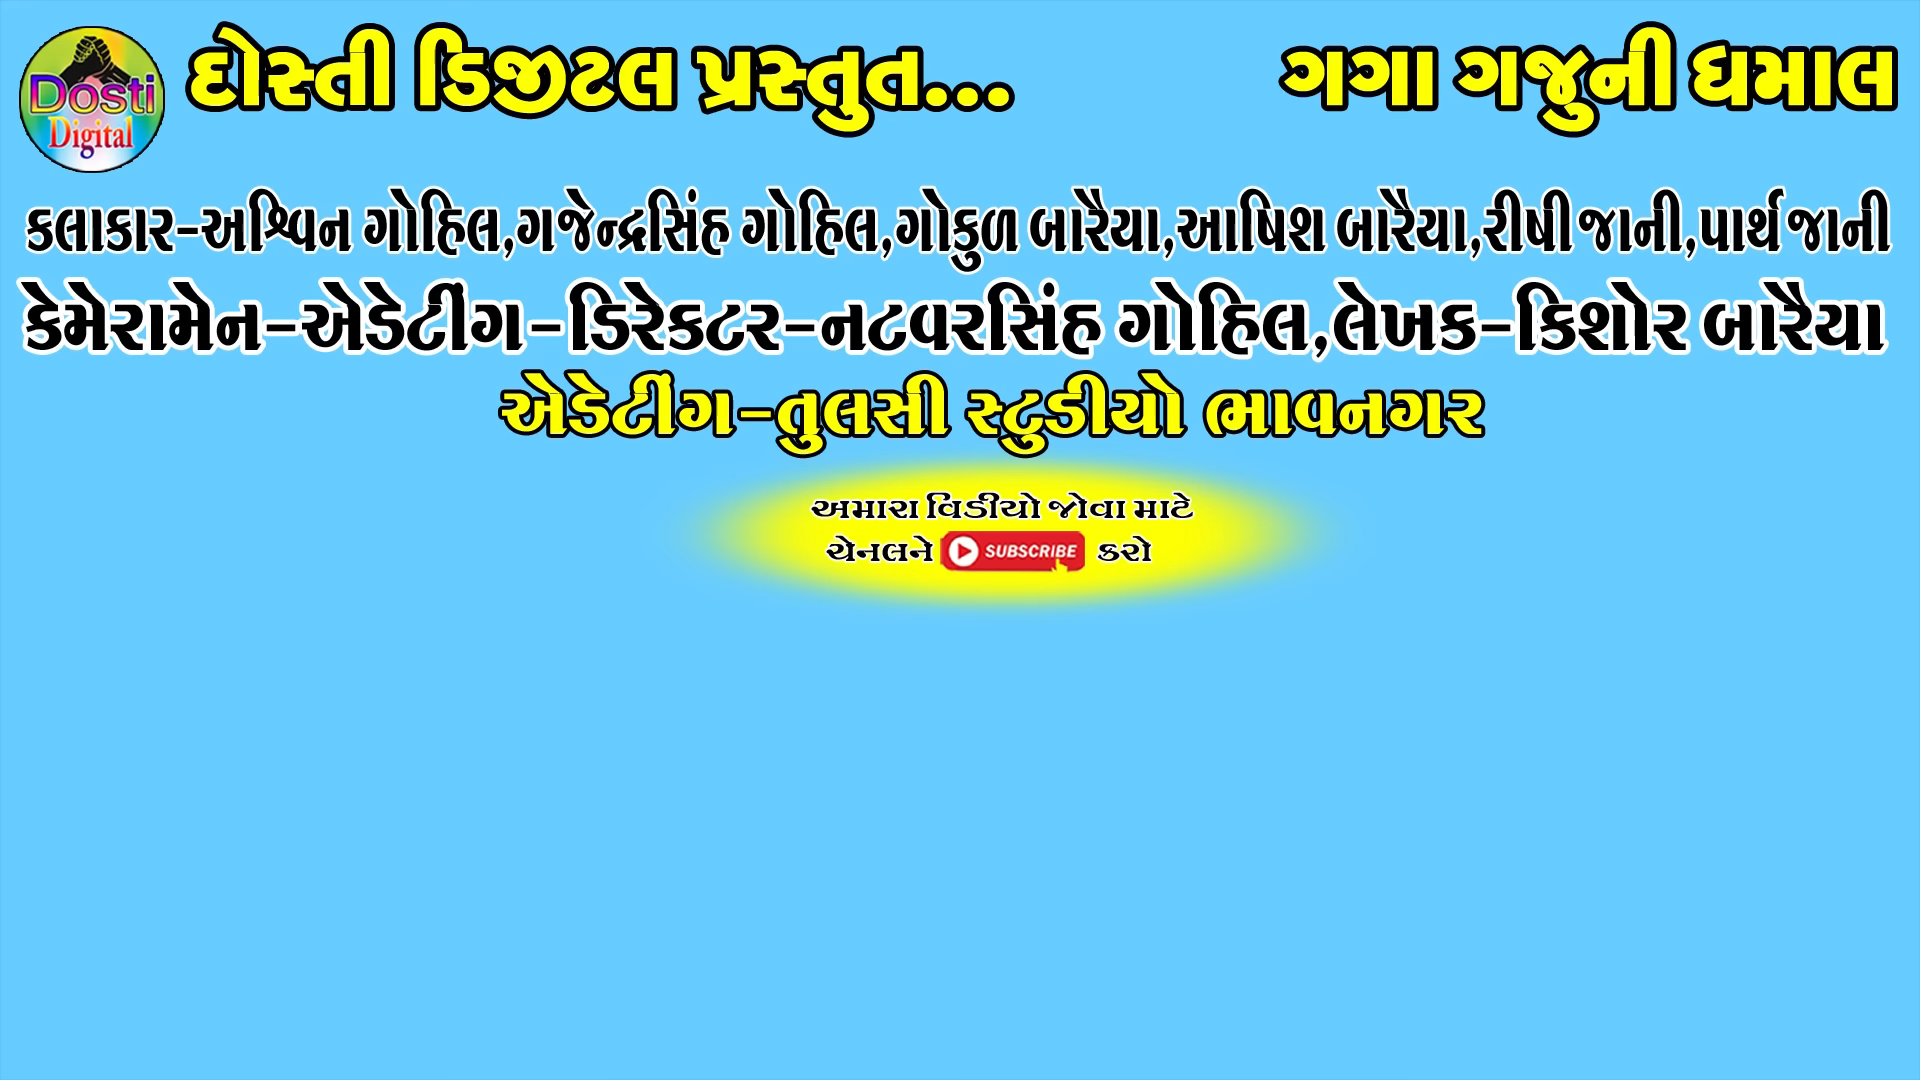 Dosti
Digital
દોસ્તી ડિજીટલ પ્રસ્તુત...
ગગા ગજુની ધમાલ
કલાકાર-અશ્વિન ગોહિલ,ગજેન્દ્રસિંહ ગોહિલ,ગોકુળ બારૈયા,આષિશ બારૈયા,રીષી જાની,પાર્થ જાની
કેમેરામેન-એડેટીંગ-ડિરેકટર-નટવરસિંહ ગોહિલ,લેખક-કિશોર બારૈયા
એડેટીંગ-તુલસી સ્ટુડીયો ભાવનગર
અમારા વિડીયો જોવા માટે
ચેનલને SUBSCRIBE કરો